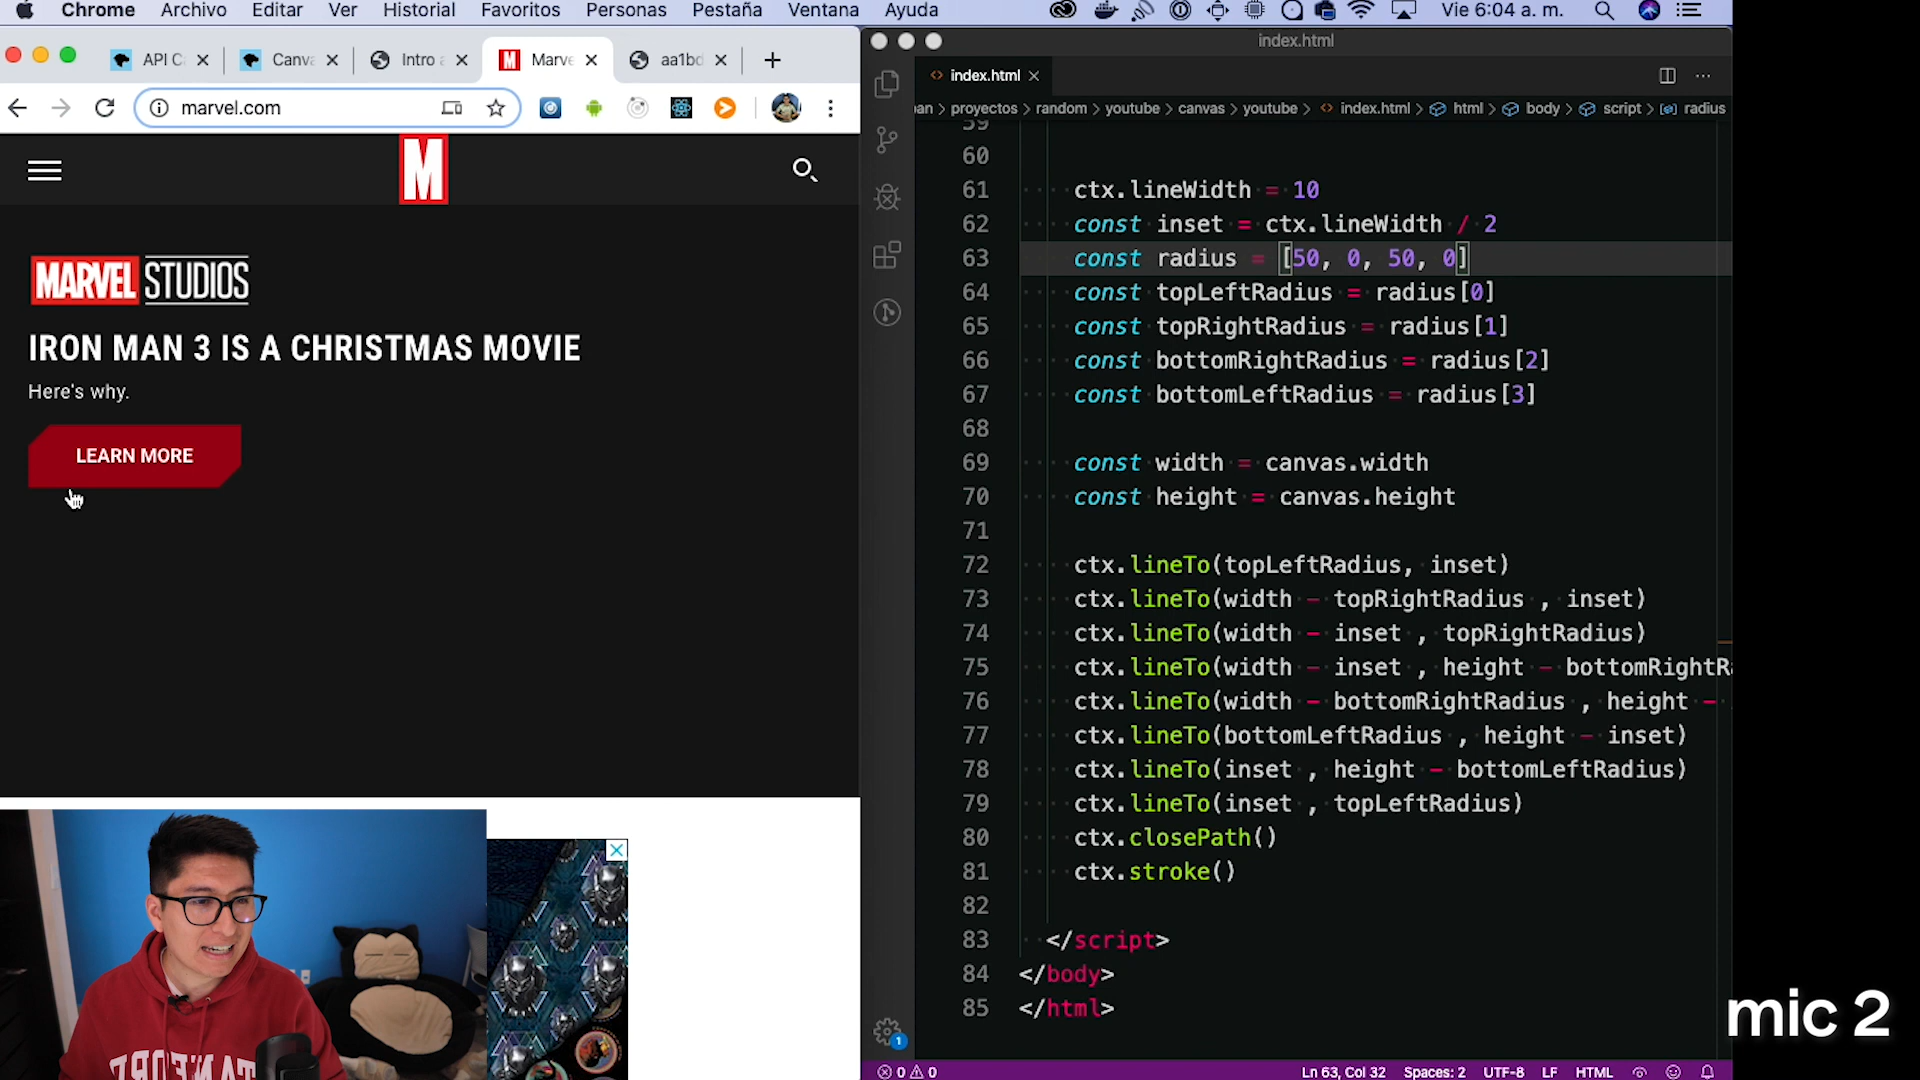 Chrome Archivo Editar Ver Historial Favoritos Personas Pestaña Ventana Ayuda Vie 6:04 a. m.
API C Canva Intro a Marve aa1bd
marvel.com
M
MARVEL STUDIOS
IRON MAN 3 IS A CHRISTMAS MOVIE
Here's why.
LEARN MORE
index.html
index.html
proyectos > random > youtube > canvas > youtube > index.html > html > body > script > radius
59
60
61 ctx.lineWidth = 10
62 const inset = ctx.lineWidth / 2
63 const radius = [50, 0, 50, 0]
64 const topLeftRadius = radius[0]
65 const topRightRadius = radius[1]
66 const bottomRightRadius = radius[2]
67 const bottomLeftRadius = radius[3]
68
69 const width = canvas.width
70 const height = canvas.height
71
72 ctx.lineTo(topLeftRadius, inset)
73 ctx.lineTo(width - topRightRadius , inset)
74 ctx.lineTo(width - inset , topRightRadius)
75 ctx.lineTo(width - inset , height - bottomRightR
76 ctx.lineTo(width - bottomRightRadius , height -
77 ctx.lineTo(bottomLeftRadius , height - inset)
78 ctx.lineTo(inset , height - bottomLeftRadius)
79 ctx.lineTo(inset , topLeftRadius)
80 ctx.closePath()
81 ctx.stroke()
82
83 </script>
84 </body>
85 </html>
1
0 0 Ln 63, Col 32 Spaces: 2 UTF-8 LF HTML
mic 2